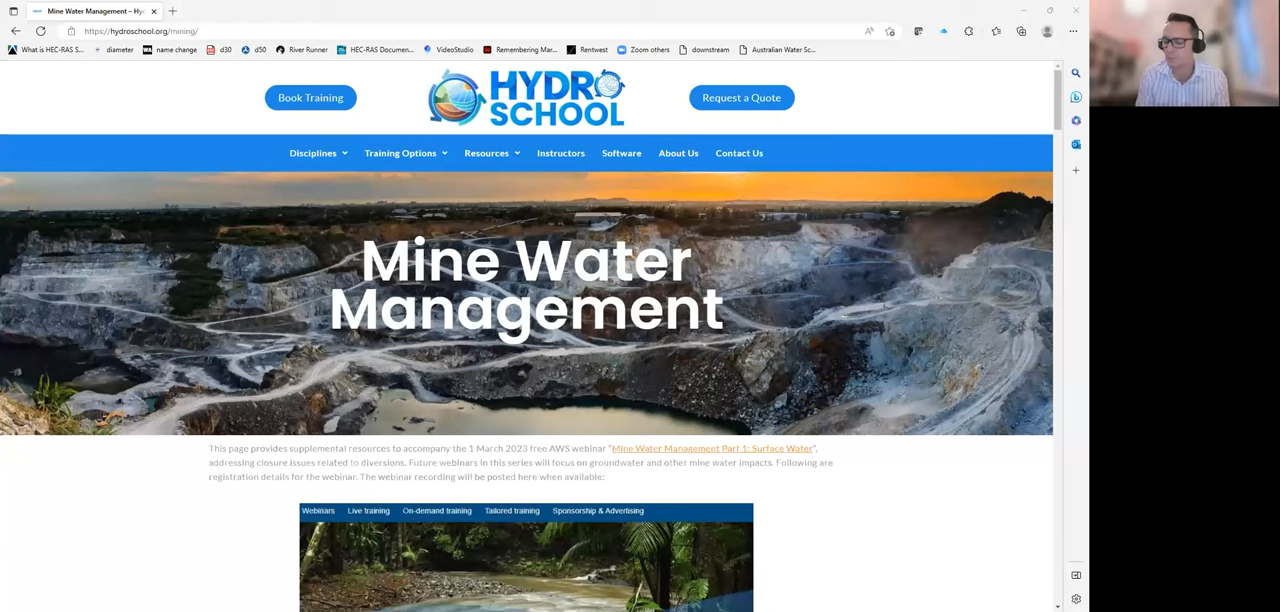 Mine Water Management – Hy
https://hydroschool.org/mining/
What is HEC-RAS S...
diameter
name change
d30
d50
River Runner
HEC-RAS Documen...
VideoStudio
Remembering Mar...
Rentwest
Zoom others
downstream
Australian Water Sc...
Book Training
HYDRO
SCHOOL
Request a Quote
Disciplines
Training Options
Resources
Instructors
Software
About Us
Contact Us
Mine Water
Management
This page provides supplemental resources to accompany the 1 March 2023 free AWS webinar "Mine Water Management Part 1: Surface Water",
addressing closure issues related to diversions. Future webinars in this series will focus on groundwater and other mine water impacts. Following are
registration details for the webinar. The webinar recording will be posted here when available:
Webinars
Live training
On-demand training
Tailored training
Sponsorship & Advertising